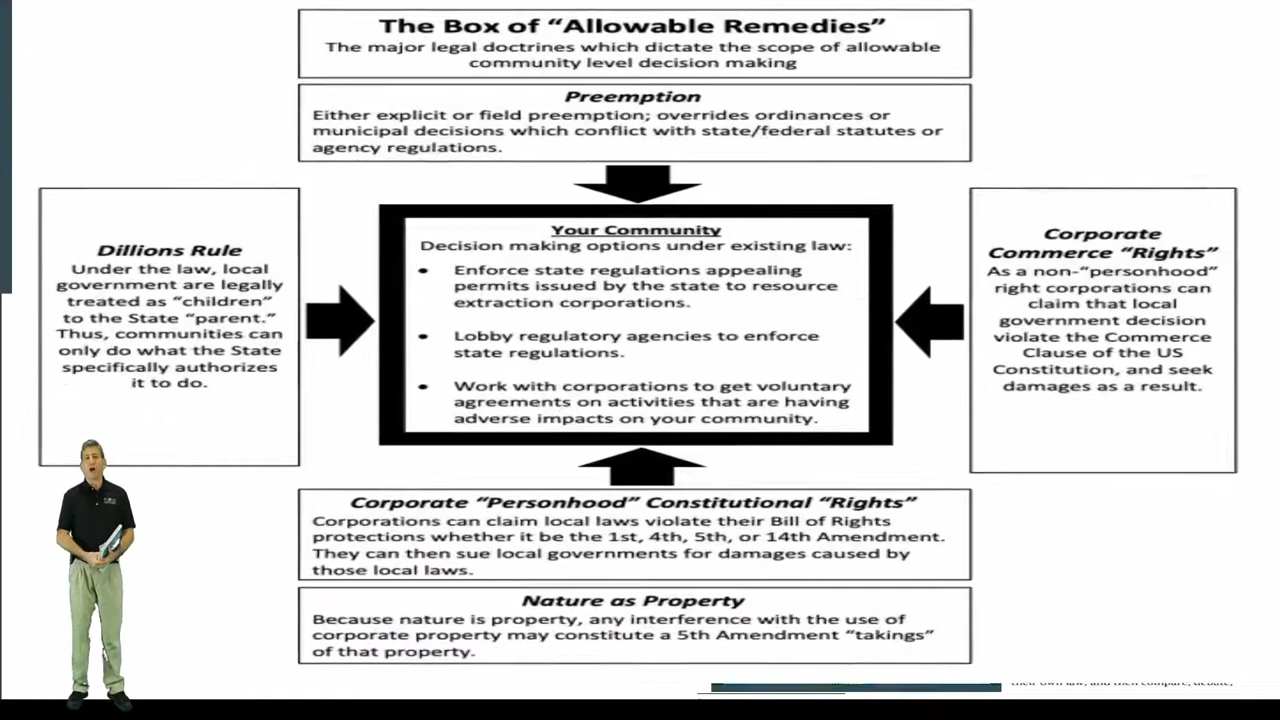 The Box of “Allowable Remedies”
The major legal doctrines which dictate the scope of allowable
community level decision making
Preemption
Either explicit or field preemption; overrides ordinances or
municipal decisions which conflict with state/federal statutes or
agency regulations.
Dillions Rule
Under the law, local
government are legally
treated as “children”
to the State “parent.”
Thus, communities can
only do what the State
specifically authorizes
it to do.
Your Community
Decision making options under existing law:
• Enforce state regulations appealing
permits issued by the state to resource
extraction corporations.
• Lobby regulatory agencies to enforce
state regulations.
• Work with corporations to get voluntary
agreements on activities that are having
adverse impacts on your community.
Corporate
Commerce “Rights”
As a non-“personhood”
right corporations can
claim that local
government decision
violate the Commerce
Clause of the US
Constitution, and seek
damages as a result.
Corporate “Personhood” Constitutional “Rights”
Corporations can claim local laws violate their Bill of Rights
protections whether it be the 1st, 4th, 5th, or 14th Amendment.
They can then sue local governments for damages caused by
those local laws.
Nature as Property
Because nature is property, any interference with the use of
corporate property may constitute a 5th Amendment “takings”
of that property.
their own law, and then compare, debate,